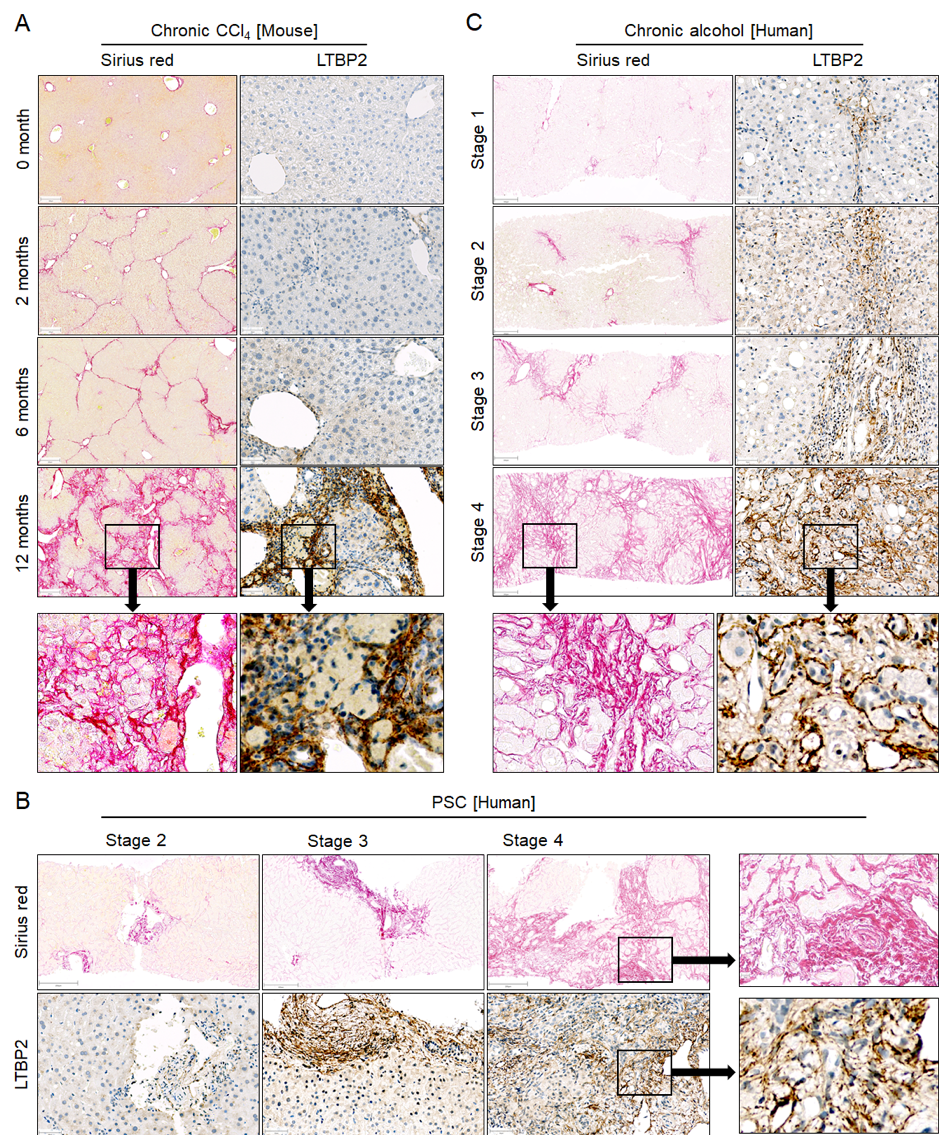 A
Chronic CCl4 [Mouse]
Sirius red
LTBP2
0 month
2 months
6 months
12 months
C
Chronic alcohol [Human]
Sirius red
LTBP2
Stage 1
Stage 2
Stage 3
Stage 4
B
PSC [Human]
Stage 2
Stage 3
Stage 4
Sirius red
LTBP2